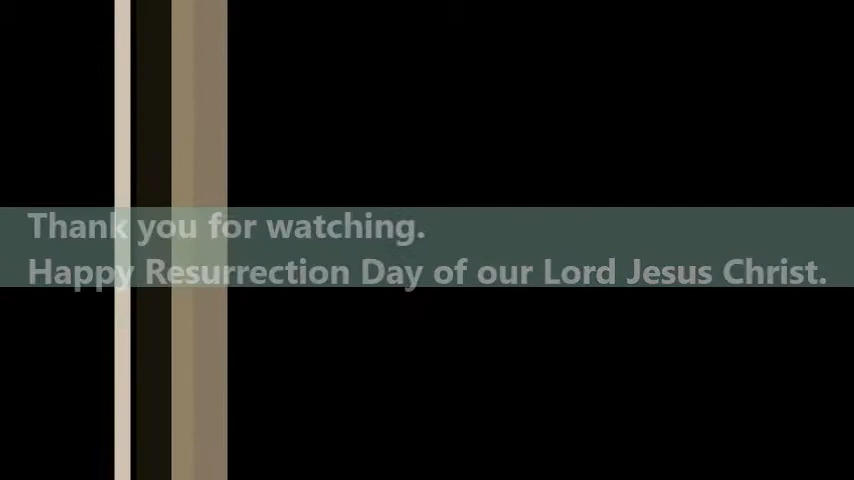 Thank you for watching.
Happy Resurrection Day of our Lord Jesus Christ.